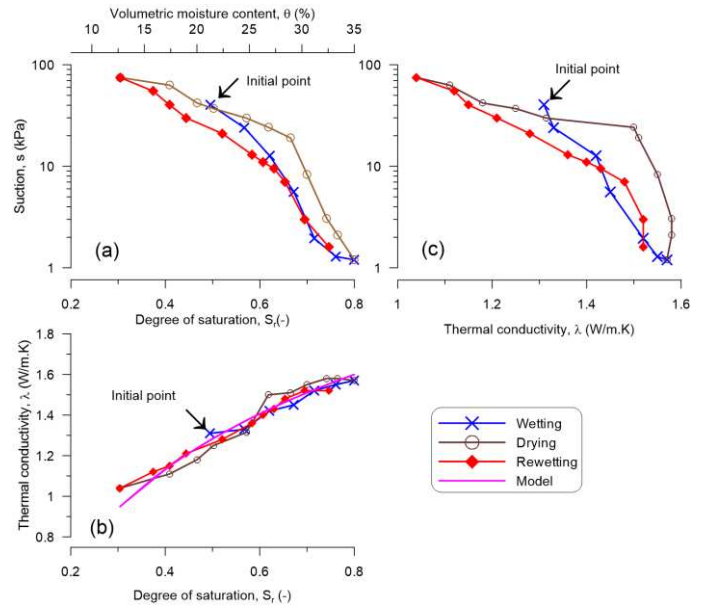 Volumetric moisture content, θ (%)
10 15 20 25 30 35
100
10
1
Suction, s (kPa)
Initial point
(a)
0.2 0.4 0.6 0.8
Degree of saturation, Sr(-)
100
10
1
Suction, s (kPa)
Initial point
(c)
1 1.2 1.4 1.6
Thermal conductivity, λ (W/m.K)
1.8
1.6
1.4
1.2
1
0.8
Thermal conductivity, λ (W/m.K)
Initial point
(b)
0.2 0.4 0.6 0.8
Degree of saturation, Sr(-)
Wetting
Drying
Rewetting
Model